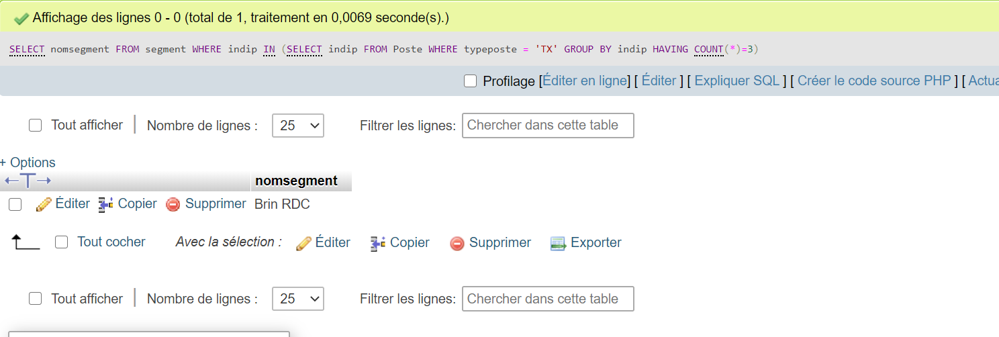 Affichage des lignes 0 - 0 (total de 1, traitement en 0,0069 seconde(s).)
SELECT nomsegment FROM segment WHERE indip IN (SELECT indip FROM Poste WHERE typeposte = 'TX' GROUP BY indip HAVING COUNT(*)=3)
Profilage [Éditer en ligne] [ Éditer ] [ Expliquer SQL ] [ Créer le code source PHP ] [ Actua
Tout afficher | Nombre de lignes : 25 Filtrer les lignes: Chercher dans cette table
+ Options
←T→ nomsegment
Éditer Copier Supprimer Brin RDC
Tout cocher Avec la sélection : Éditer Copier Supprimer Exporter
Tout afficher | Nombre de lignes : 25 Filtrer les lignes: Chercher dans cette table